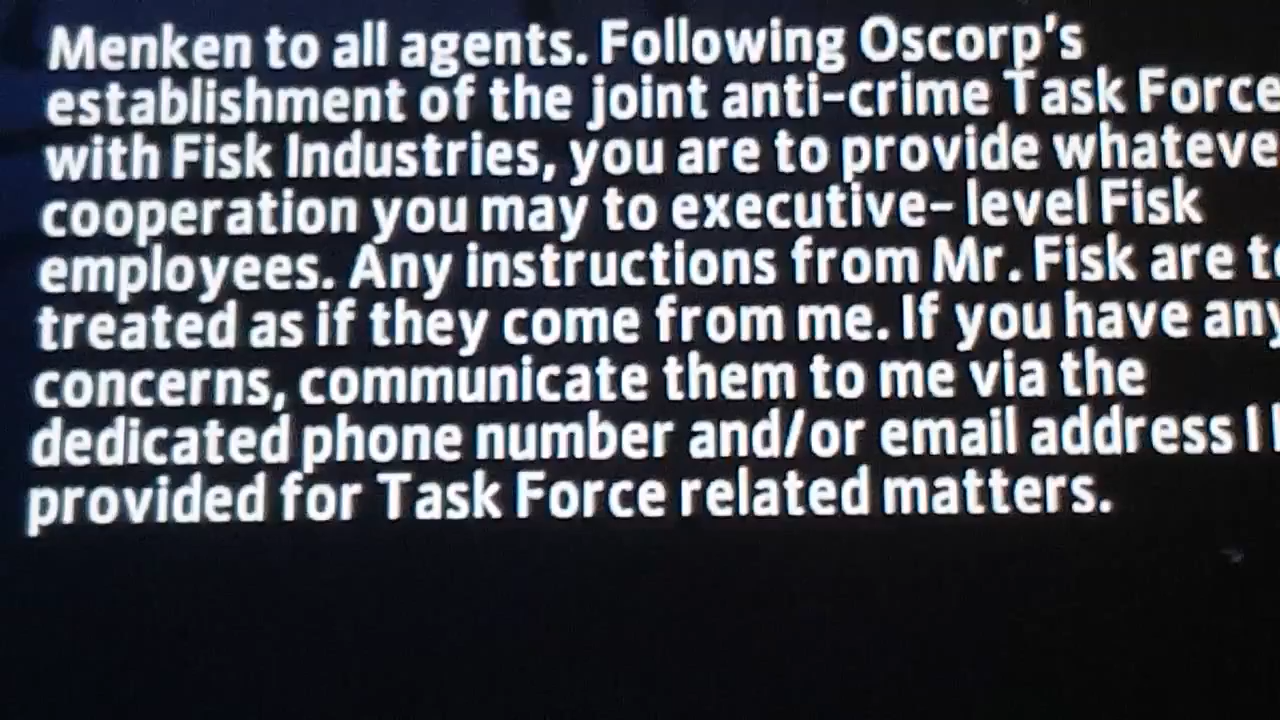 Menken to all agents. Following Oscorp's
establishment of the joint anti-crime Task Force
with Fisk Industries, you are to provide whateve
cooperation you may to executive- level Fisk
employees. Any instructions from Mr. Fisk are t
treated as if they come from me. If you have any
concerns, communicate them to me via the
dedicated phone number and/or email address I
provided for Task Force related matters.